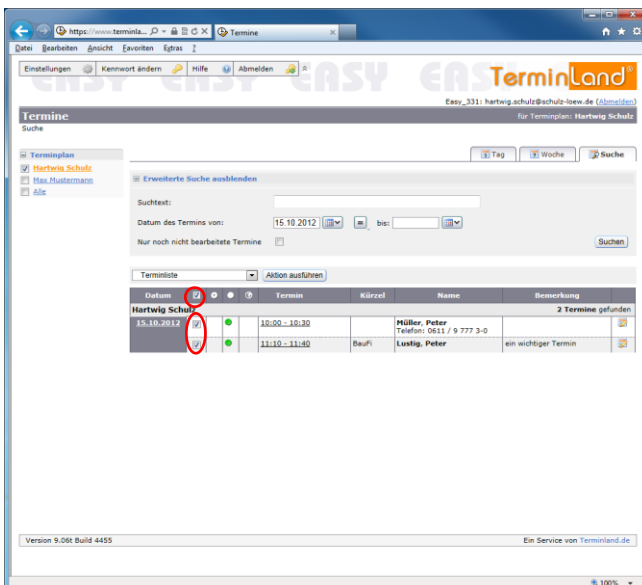 https://www.terminla...
Termine
Datei Bearbeiten Ansicht Favoriten Extras ?
Einstellungen Kennwort ändern Hilfe Abmelden
EASY EASY EASY EASY
TerminLand®
Easy_331: hartwig.schulz@schulz-loew.de (Abmelden)
Termine
für Terminplan: Hartwig Schulz
Suche
Terminplan
Hartwig Schulz
Max Mustermann
Alle
Tag Woche Suche
Erweiterte Suche ausblenden
Suchtext:
Datum des Termins von: 15.10.2012 bis:
Nur noch nicht bearbeitete Termine
Suchen
Terminliste Aktion ausführen
Datum Termin Kürzel Name Bemerkung
Hartwig Schulz 2 Termine gefunden
15.10.2012 10:00 - 10:30 Müller, Peter
Telefon: 0611 / 9 777 3-0
11:10 - 11:40 BauFi Lustig, Peter ein wichtiger Termin
Version 9.06t Build 4455
Ein Service von Terminland.de
100%